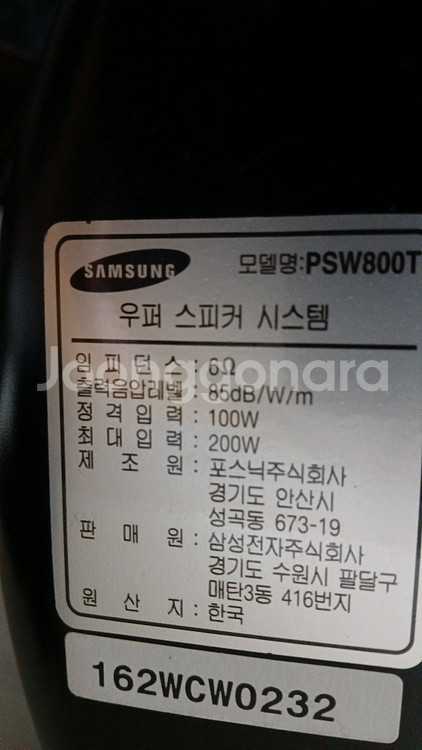 SAMSUNG 모델명:PSW800T
우퍼 스피커 시스템
임피던스 : 6Ω
Joonggonara
출력음압레벨 : 85dB/W/m
정격입력 : 100W
최대입력 : 200W
제조원 : 포스닉주식회사
경기도 안산시
성곡동 673-19
판매원 : 삼성전자주식회사
경기도 수원시 팔달구
매탄3동 416번지
원산지 : 한국
162WCW0232